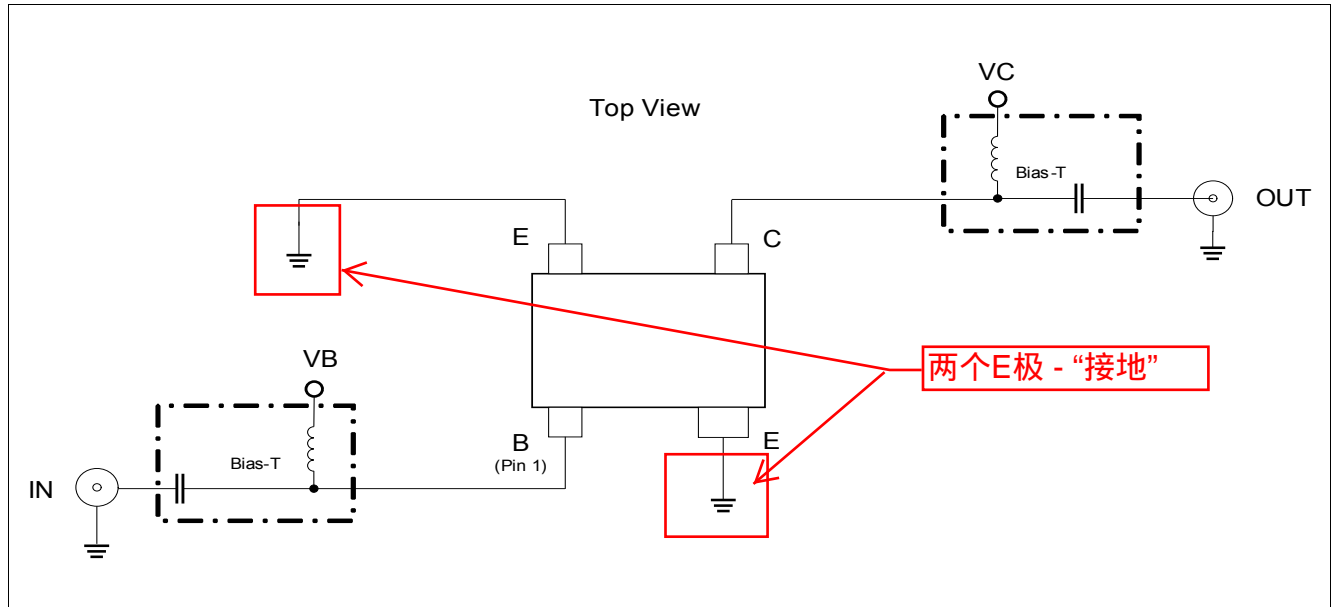 VC
Top View
Bias-T
OUT
E
C
VB
两个E极 - “接地”
B
(Pin 1)
E
Bias-T
IN